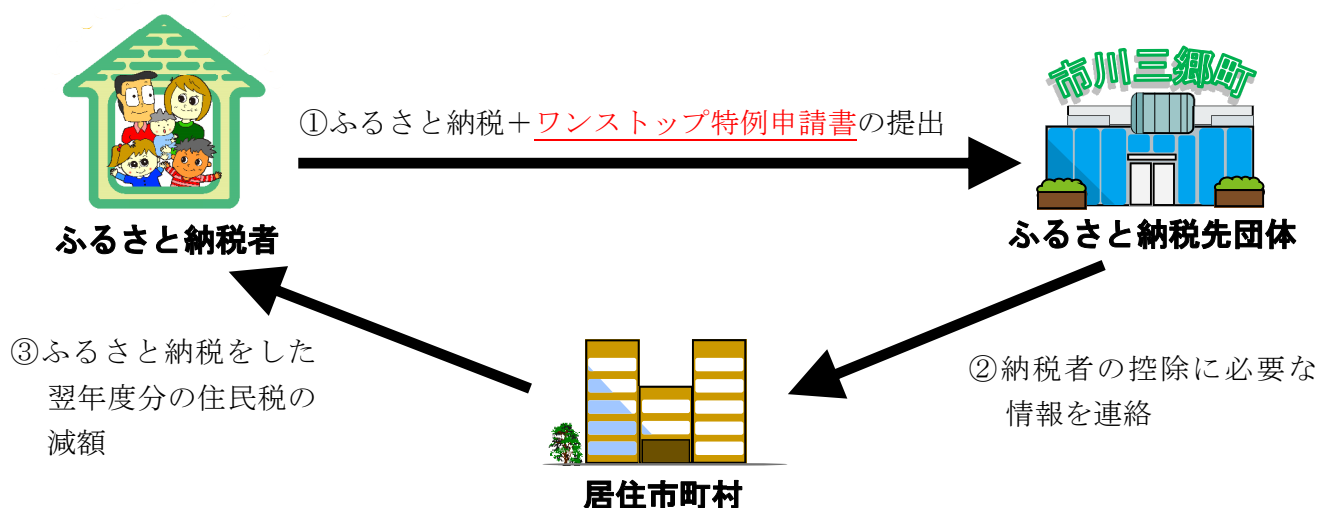 市川三郷町
①ふるさと納税＋ワンストップ特例申請書の提出
ふるさと納税者
ふるさと納税先団体
③ふるさと納税をした
翌年度分の住民税の
減額
②納税者の控除に必要な
情報を連絡
居住市町村